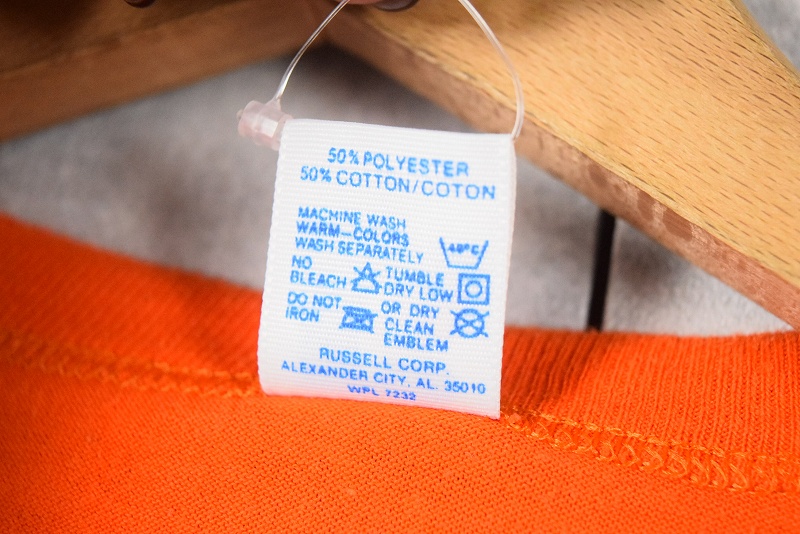 50% POLYESTER
50% COTTON/COTON
MACHINE WASH
WARM-COLORS
WASH SEPARATELY
40°C
NO
BLEACH
TUMBLE
DRY LOW
DO NOT
IRON
OR DRY
CLEAN
EMBLEM
RUSSELL CORP.
ALEXANDER CITY, AL. 35010
WPL 7232